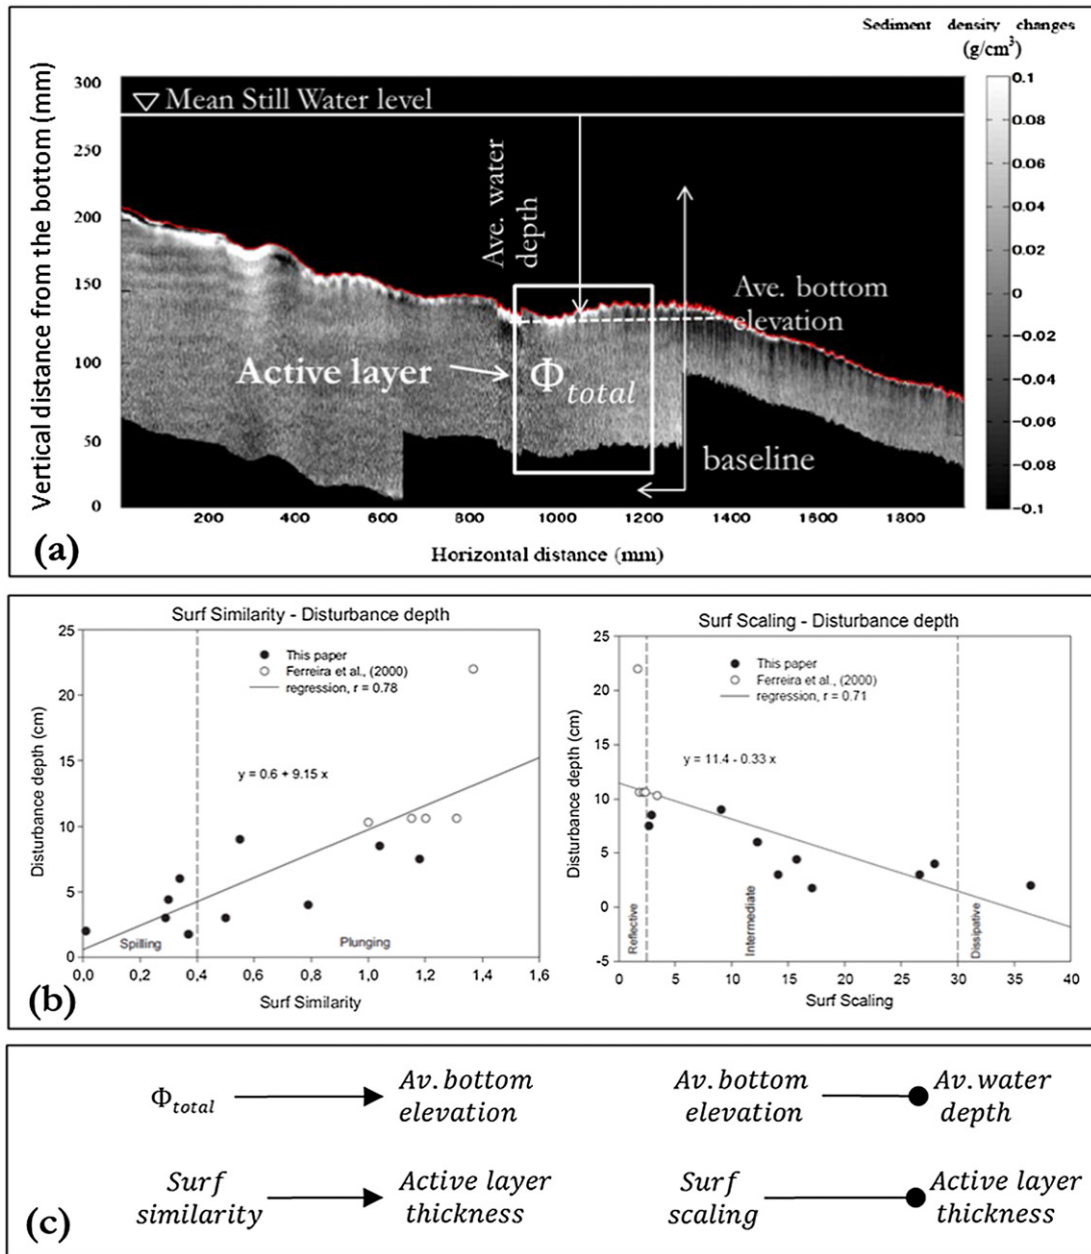 Sediment density changes
(g/cm³)
Vertical distance from the bottom (mm)
300
250
200
150
100
50
0
Mean Still Water level
Ave. water
depth
Ave. bottom
elevation
Active layer
Φtotal
baseline
0.1
0.08
0.06
0.04
0.02
0
−0.02
−0.04
−0.06
−0.08
−0.1
200 400 600 800 1000 1200 1400 1600 1800
(a)
Horizontal distance (mm)
Surf Similarity - Disturbance depth
25
20
15
10
5
0
Disturbance depth (cm)
This paper
Ferreira et al., (2000)
regression, r = 0.78
y = 0.6 + 9.15 x
Spilling
Plunging
0,0 0,2 0,4 0,6 0,8 1,0 1,2 1,4 1,6
Surf Similarity
(b)
Surf Scaling - Disturbance depth
25
20
15
10
5
0
-5
Disturbance depth (cm)
This paper
Ferreira et al., (2000)
regression, r = 0.71
y = 11.4 - 0.33 x
Reflective
Intermediate
Dissipative
0 5 10 15 20 25 30 35 40
Surf Scaling
Φtotal
Av. bottom
elevation
Av. bottom
elevation
Av. water
depth
Surf
similarity
Active layer
thickness
Surf
scaling
Active layer
thickness
(c)